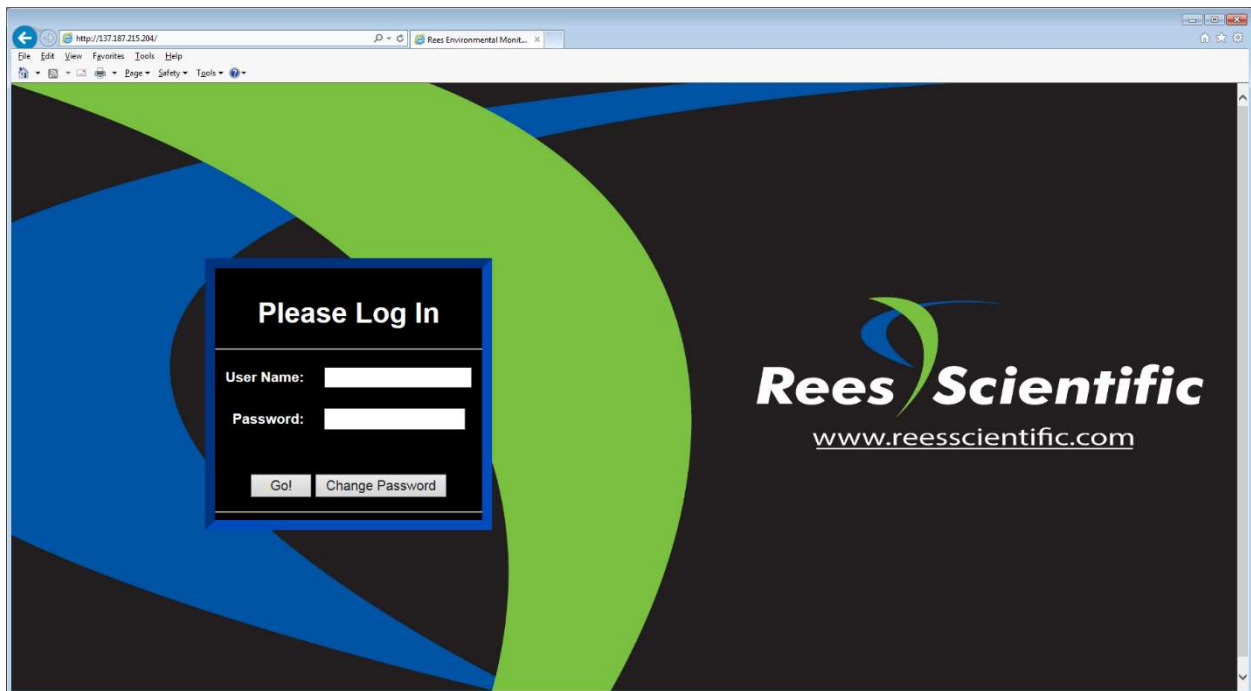 http://137.187.215.204/
Rees Environmental Monit...
File Edit View Favorites Tools Help
Page Safety Tools
Please Log In
User Name:
Password:
Go! Change Password
Rees Scientific
www.reesscientific.com